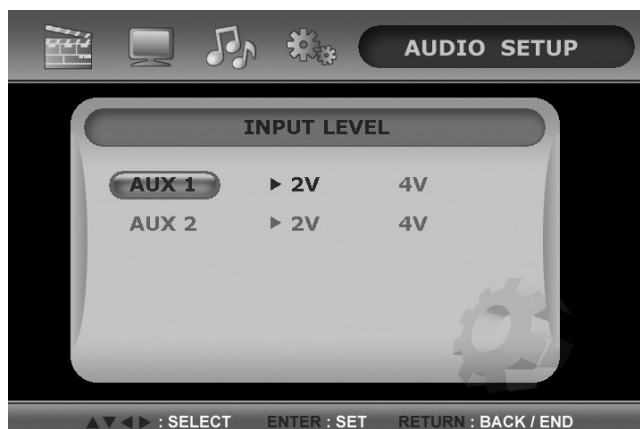 AUDIO SETUP
INPUT LEVEL
AUX 1 ▶ 2V 4V
AUX 2 ▶ 2V 4V
▲▼◀▶ : SELECT ENTER : SET RETURN : BACK / END